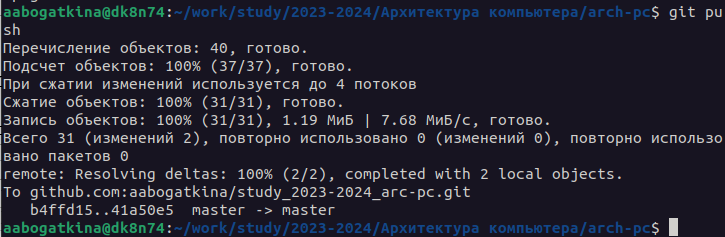 aabogatkina@dk8n74:~/work/study/2023-2024/Архитектура компьютера/arch-pc$ git pu
sh
Перечисление объектов: 40, готово.
Подсчет объектов: 100% (37/37), готово.
При сжатии изменений используется до 4 потоков
Сжатие объектов: 100% (31/31), готово.
Запись объектов: 100% (31/31), 1.19 МиБ | 7.68 МиБ/с, готово.
Всего 31 (изменений 2), повторно использовано 0 (изменений 0), повторно использо
вано пакетов 0
remote: Resolving deltas: 100% (2/2), completed with 2 local objects.
To github.com:aabogatkina/study_2023-2024_arc-pc.git
   b4ffd15..41a50e5  master -> master
aabogatkina@dk8n74:~/work/study/2023-2024/Архитектура компьютера/arch-pc$